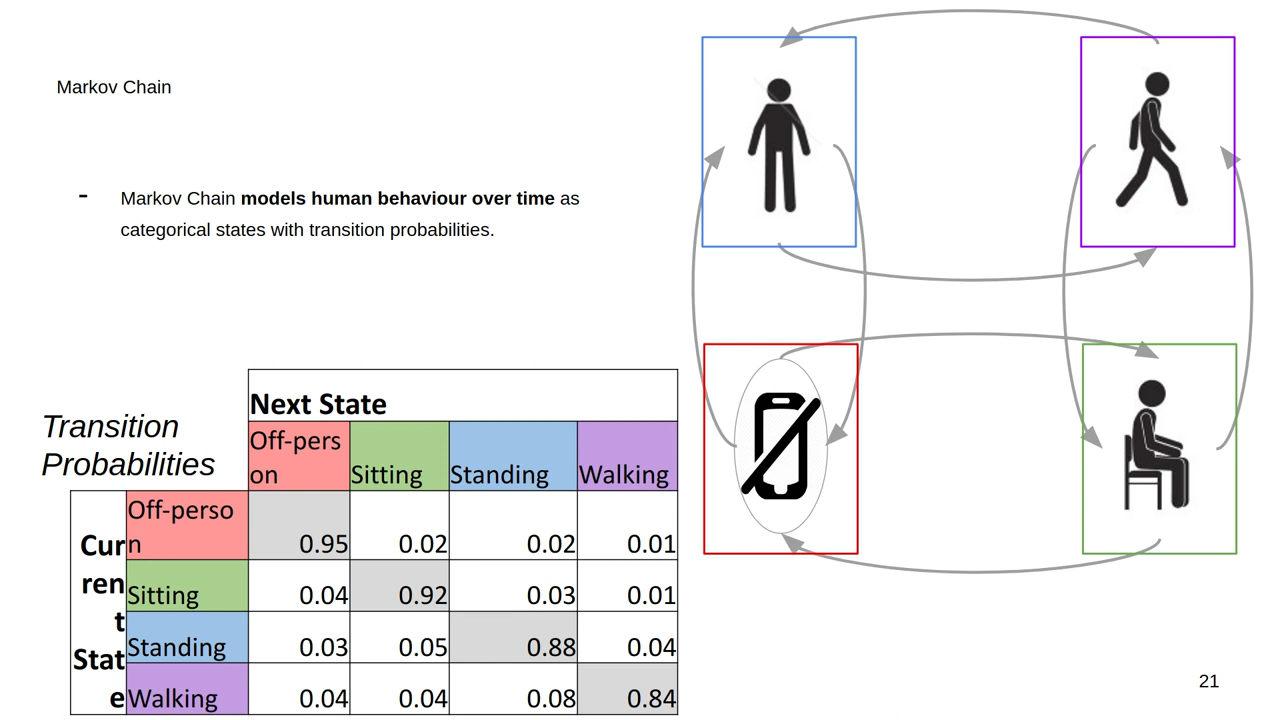 Markov Chain
- Markov Chain models human behaviour over time as
categorical states with transition probabilities.
Transition
Probabilities
Next State
Off-pers
on
Sitting
Standing
Walking
Cur
ren
t
Stat
e
Off-perso
n
0.95
0.02
0.02
0.01
Sitting
0.04
0.92
0.03
0.01
Standing
0.03
0.05
0.88
0.04
Walking
0.04
0.04
0.08
0.84
21